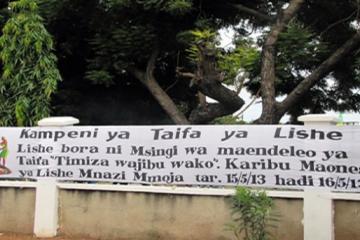 Kampeni ya Taifa ya Lishe
Lishe bora ni Msingi wa maendeleo ya
Taifa "Timiza wajibu wako". Karibu Maones
ya Lishe Mnazi Mmoja tar. 15/5/13 hadi 16/5/13